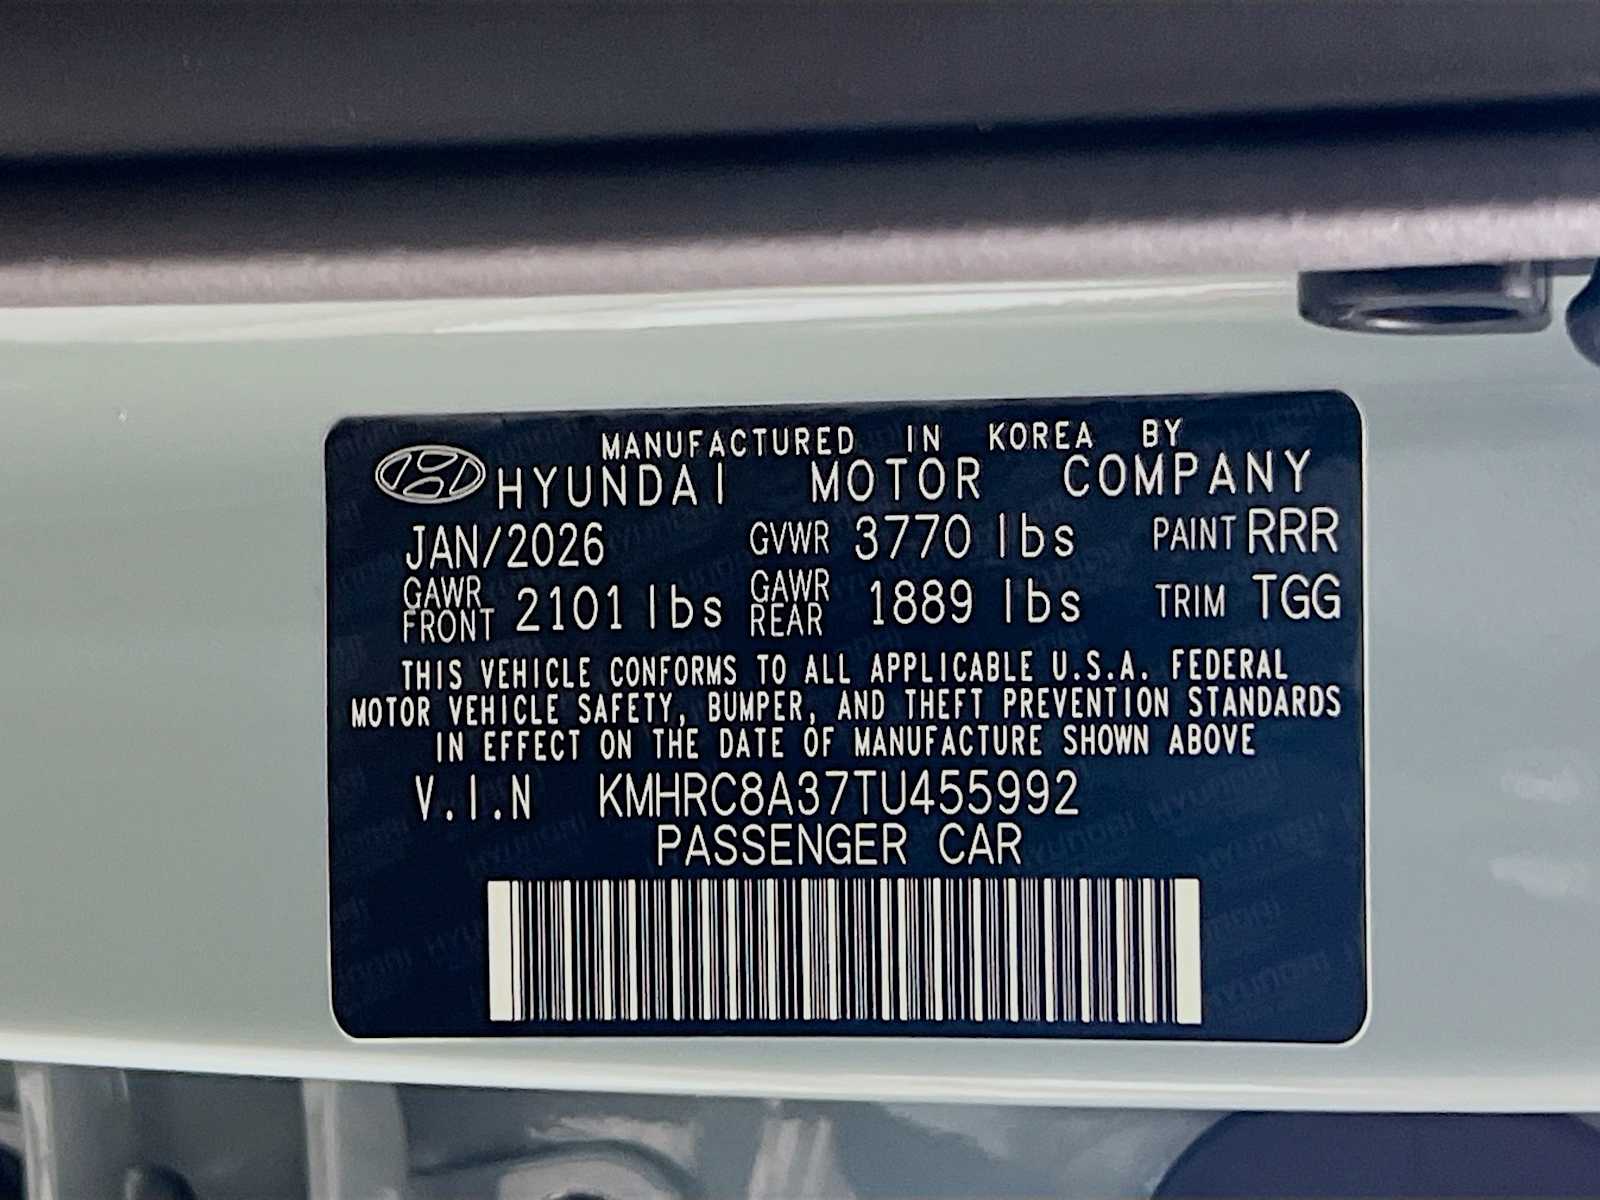 MANUFACTURED IN KOREA BY
HYUNDAI MOTOR COMPANY
JAN/2026 GVWR 3770 lbs PAINT RRR
GAWR FRONT 2101 lbs GAWR REAR 1889 lbs TRIM TGG
THIS VEHICLE CONFORMS TO ALL APPLICABLE U.S.A. FEDERAL
MOTOR VEHICLE SAFETY, BUMPER, AND THEFT PREVENTION STANDARDS
IN EFFECT ON THE DATE OF MANUFACTURE SHOWN ABOVE
V.I.N KMHRC8A37TU455992
PASSENGER CAR